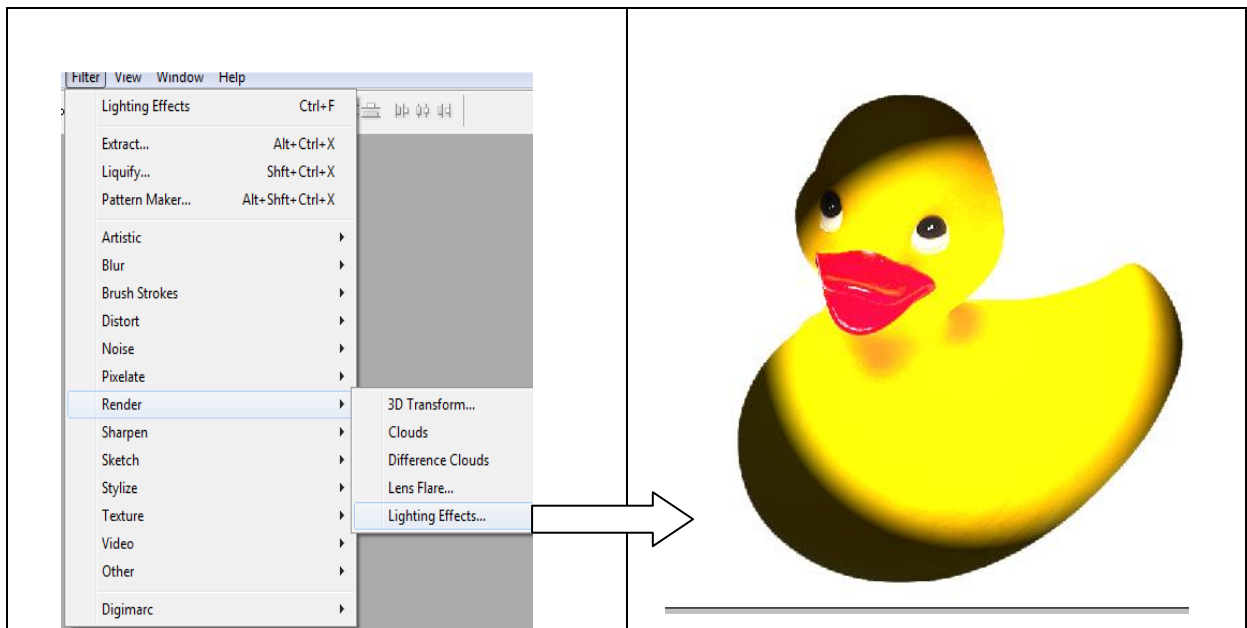 Filter View Window Help
Lighting Effects Ctrl+F
Extract... Alt+Ctrl+X
Liquify... Shft+Ctrl+X
Pattern Maker... Alt+Shft+Ctrl+X
Artistic
Blur
Brush Strokes
Distort
Noise
Pixelate
Render
3D Transform...
Sharpen
Clouds
Sketch
Difference Clouds
Stylize
Lens Flare...
Texture
Lighting Effects...
Video
Other
Digimarc